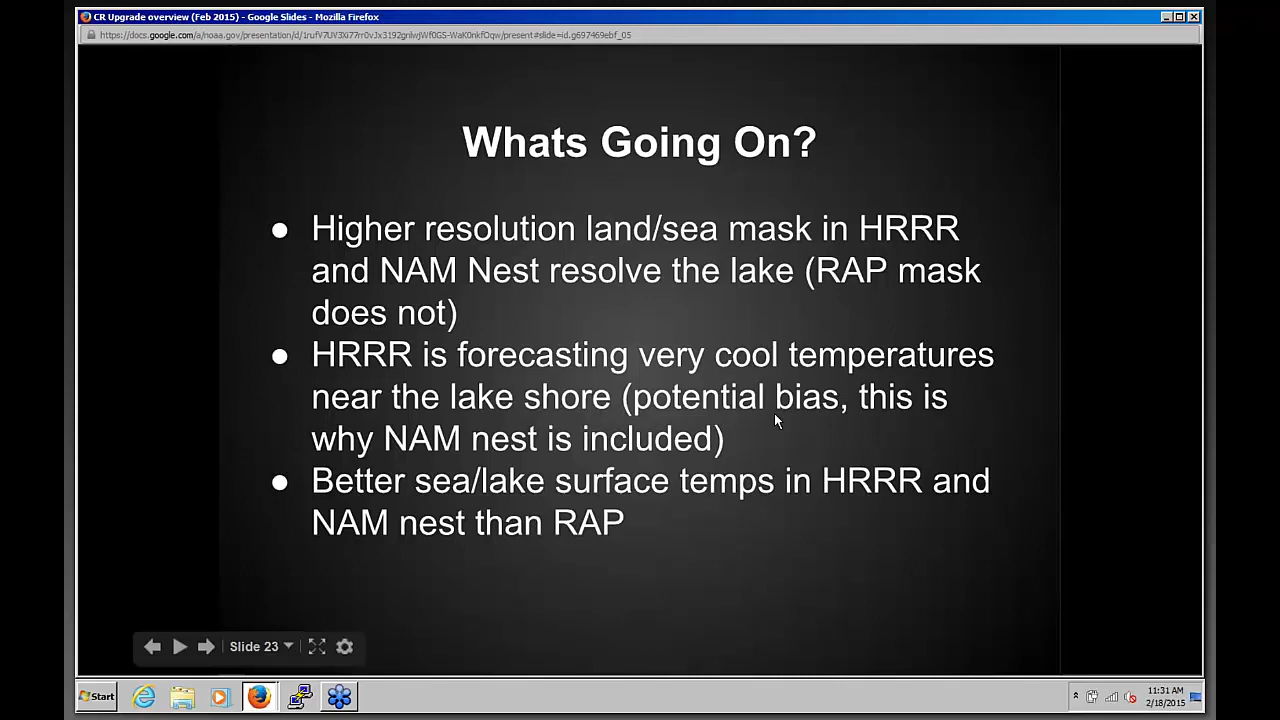 CR Upgrade overview (Feb 2015) - Google Slides - Mozilla Firefox
Whats Going On?
● Higher resolution land/sea mask in HRRR
and NAM Nest resolve the lake (RAP mask
does not)
● HRRR is forecasting very cool temperatures
near the lake shore (potential bias, this is
why NAM nest is included)
● Better sea/lake surface temps in HRRR and
NAM nest than RAP
Slide 23
Start
11:31 AM
2/18/2015